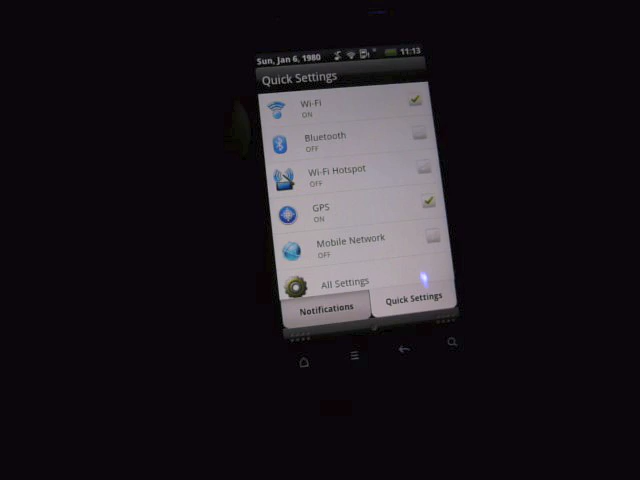 Sun, Jan 6, 1980 11:13
Quick Settings
Wi-Fi
ON
Bluetooth
OFF
Wi-Fi Hotspot
OFF
GPS
ON
Mobile Network
OFF
All Settings
Notifications Quick Settings